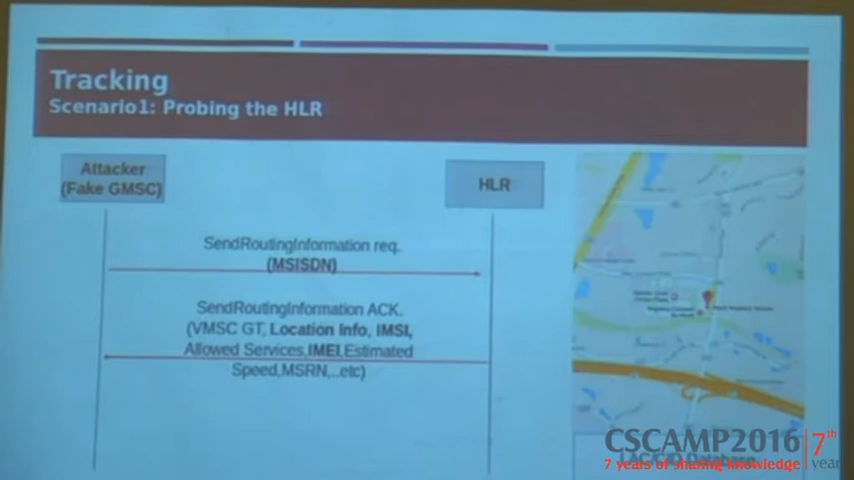 Tracking
Scenario1: Probing the HLR
Attacker
(Fake GMSC)
HLR
SendRoutingInformation req.
(MSISDN)
SendRoutingInformation ACK.
(VMSC GT, Location Info, IMSI,
Allowed Services,IMEI,Estimated
Speed,MSRN,..etc)
CSCAMP2016
7th
year
7 years of sharing knowledge
Database